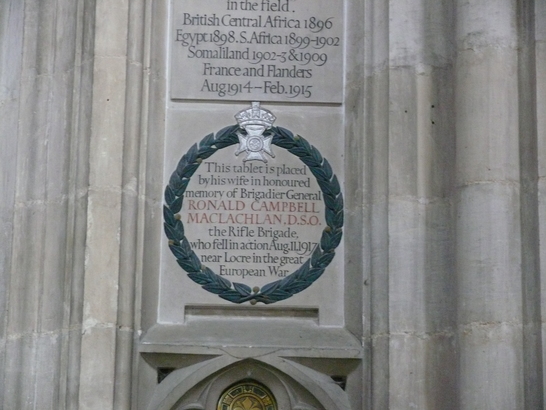 in the field.
British Central Africa 1896
Egypt 1898. S. Africa 1899-1902
Somaliland 1902-3 & 1909
France and Flanders
Aug 1914 - Feb. 1915
This tablet is placed
by his wife in honoured
memory of Brigadier General
RONALD CAMPBELL
MACLACHLAN, D.S.O.
the Rifle Brigade,
who fell in action Aug. 11, 1917
near Locre in the great
European War.